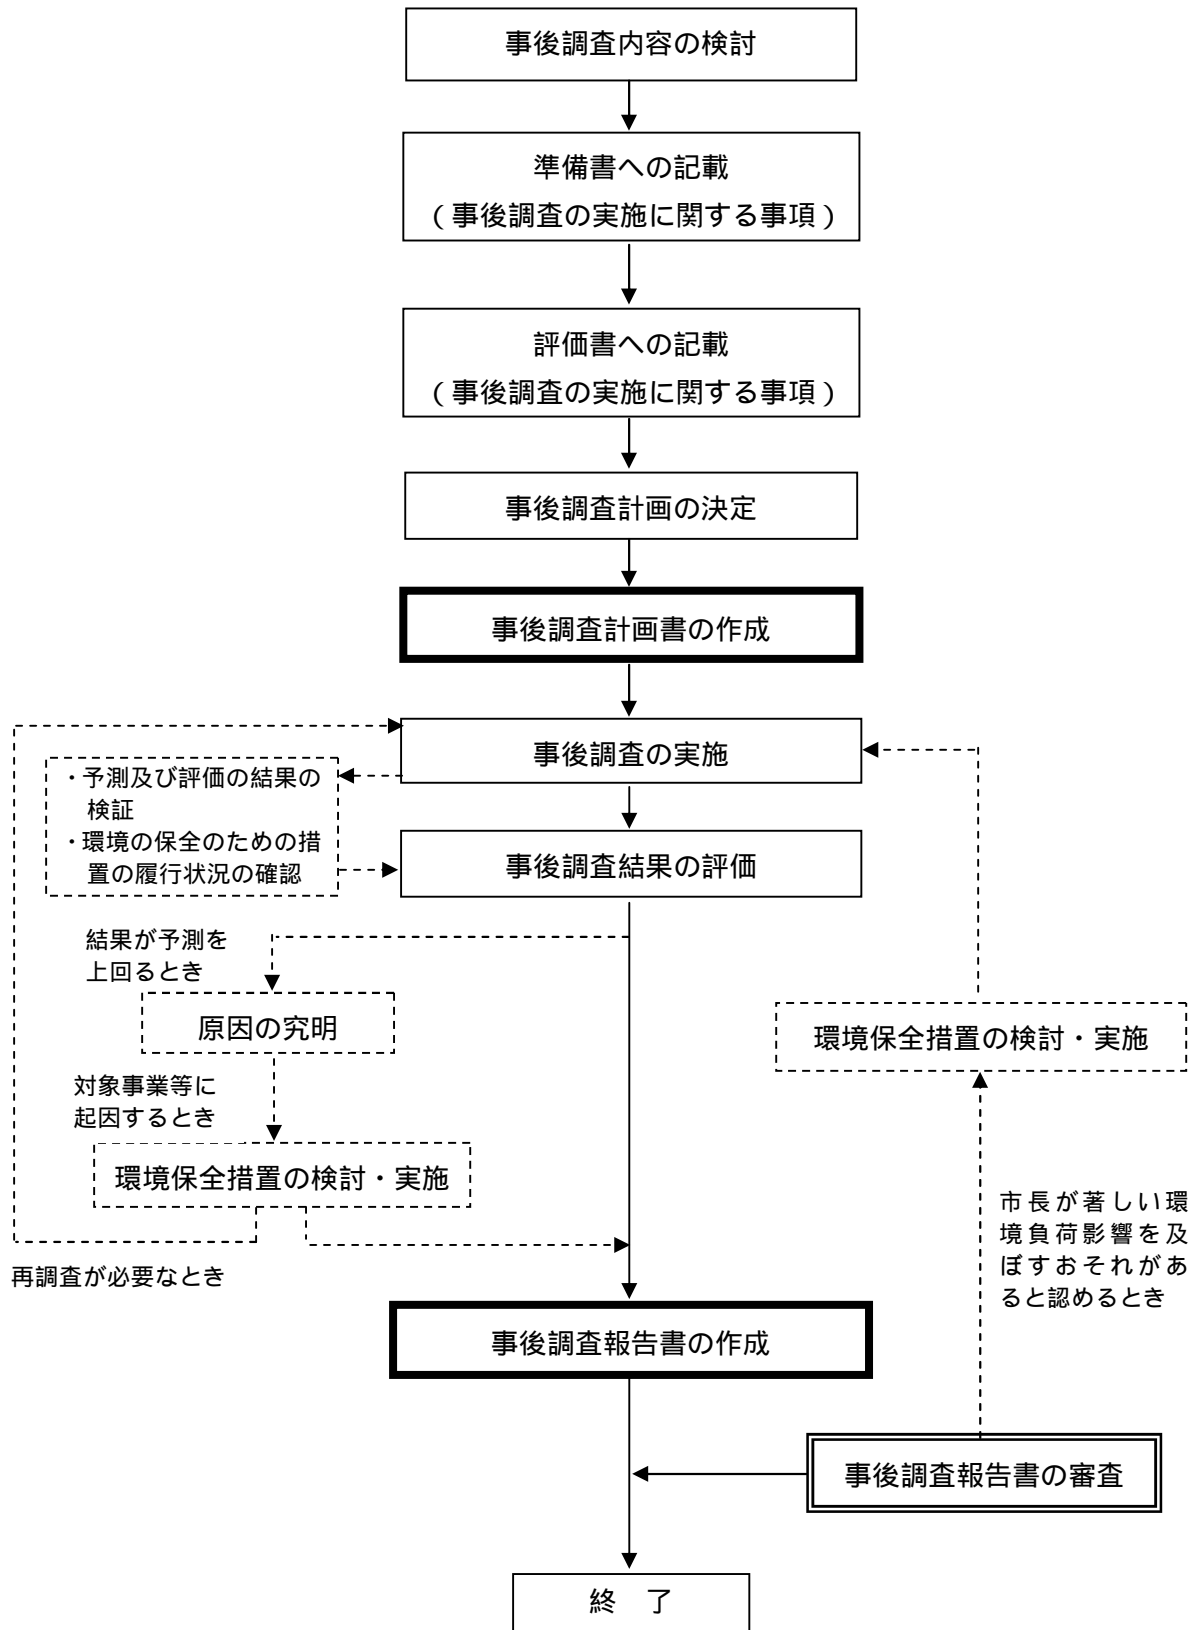 事後調査内容の検討
準備書への記載
(事後調査の実施に関する事項)
評価書への記載
(事後調査の実施に関する事項)
事後調査計画の決定
事後調査計画書の作成
事後調査の実施
・予測及び評価の結果の
検証
・環境の保全のための措
置の履行状況の確認
事後調査結果の評価
結果が予測を
上回るとき
原因の究明
環境保全措置の検討・実施
対象事業等に
起因するとき
環境保全措置の検討・実施
市長が著しい環
境負荷影響を及
ぼすおそれがあ
ると認めるとき
再調査が必要なとき
事後調査報告書の作成
事後調査報告書の審査
終 了